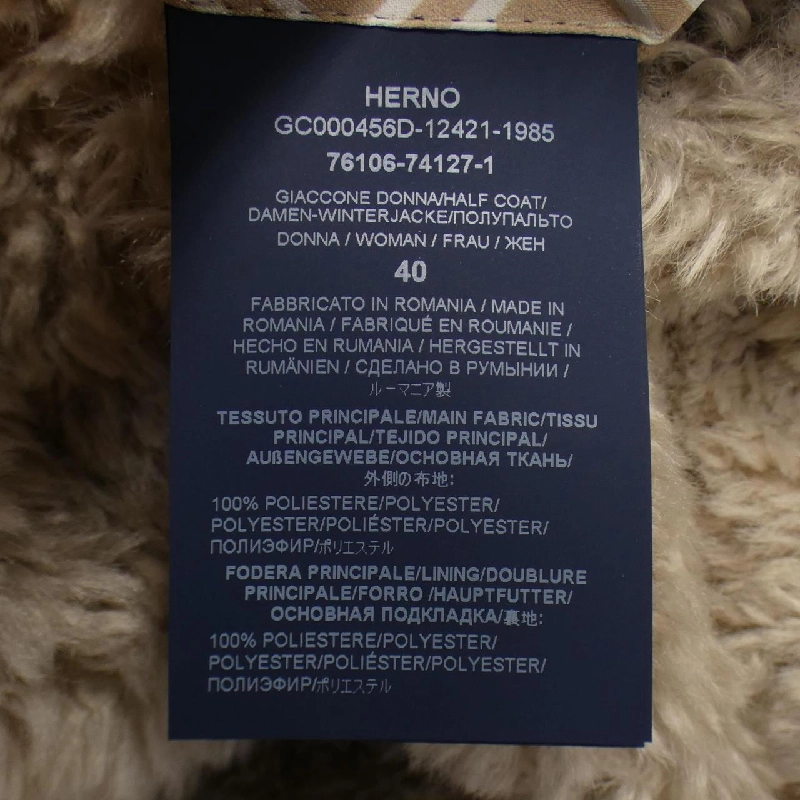 HERNO
GC000456D-12421-1985
76106-74127-1
GIACCONE DONNA/HALF COAT/
DAMEN-WINTERJACKE/ПОЛУПАЛЬТО
DONNA / WOMAN / FRAU / ЖЕН
40
FABBRICATO IN ROMANIA / MADE IN
ROMANIA / FABRIQUÉ EN ROUMANIE /
HECHO EN RUMANIA / HERGESTELLT IN
RUMÄNIEN / СДЕЛАНО В РУМЫНИИ /
ルーマニア製
TESSUTO PRINCIPALE/MAIN FABRIC/TISSU
PRINCIPAL/TEJIDO PRINCIPAL/
AUßENGEWEBE/ОСНОВНАЯ ТКАНЬ/
外側の布地:
100% POLIESTERE/POLYESTER/
POLYESTER/POLIÉSTER/POLYESTER/
ПОЛИЭФИР/ポリエステル
FODERA PRINCIPALE/LINING/DOUBLURE
PRINCIPALE/FORRO /HAUPTFUTTER/
ОСНОВНАЯ ПОДКЛАДКА/裏地:
100% POLIESTERE/POLYESTER/
POLYESTER/POLIÉSTER/POLYESTER/
ПОЛИЭФИР/ポリエステル